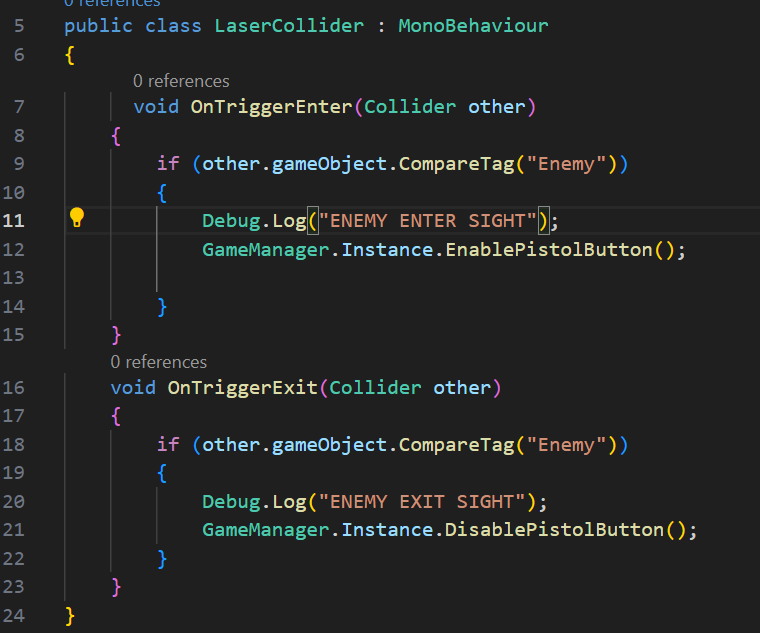 0 references
5 public class LaserCollider : MonoBehaviour
6 {
0 references
7 void OnTriggerEnter(Collider other)
8 {
9 if (other.gameObject.CompareTag("Enemy"))
10 {
11 Debug.Log("ENEMY ENTER SIGHT");
12 GameManager.Instance.EnablePistolButton();
13
14 }
15 }
0 references
16 void OnTriggerExit(Collider other)
17 {
18 if (other.gameObject.CompareTag("Enemy"))
19 {
20 Debug.Log("ENEMY EXIT SIGHT");
21 GameManager.Instance.DisablePistolButton();
22 }
23 }
24 }